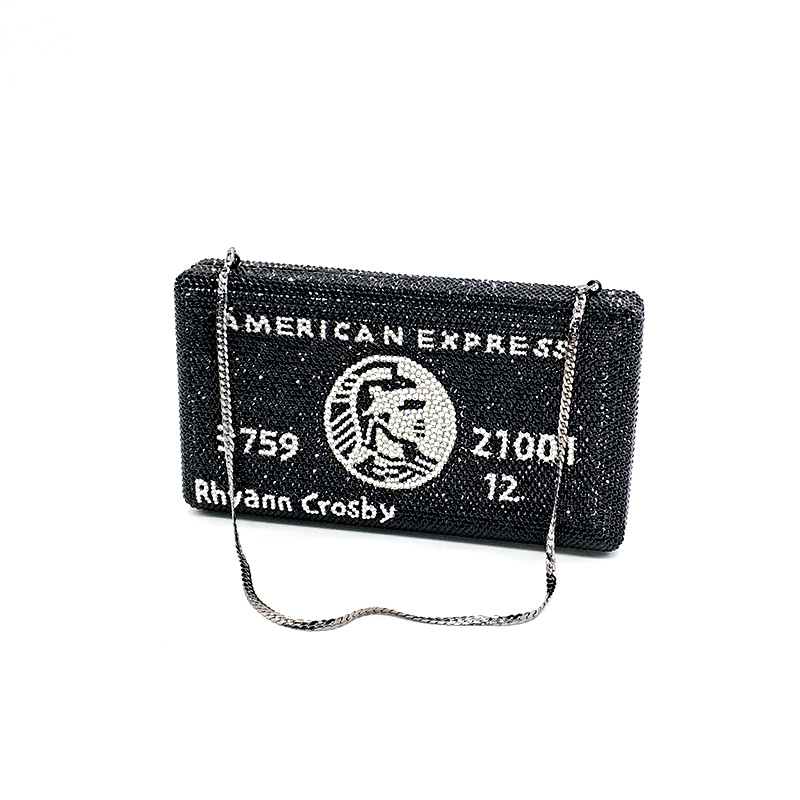 AMERICAN EXPRESS
3759 21001
12
Rhyann Crosby